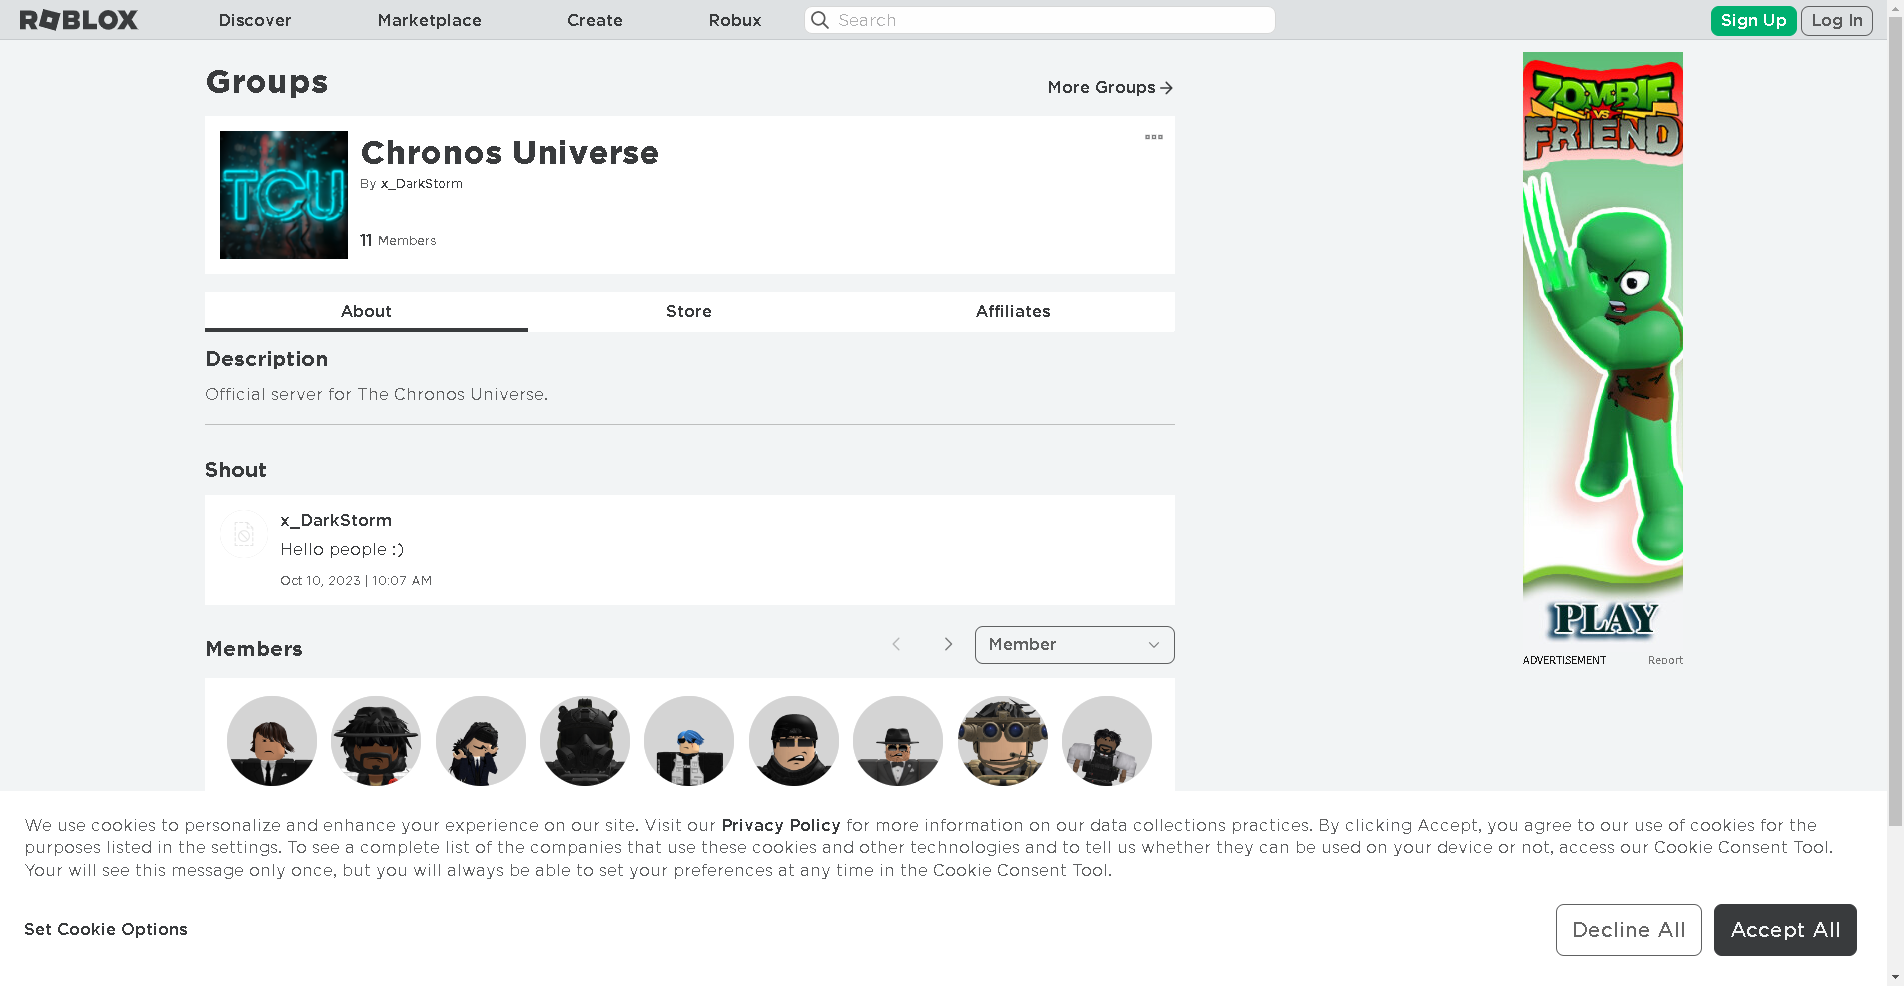 ROBLOX
Discover
Marketplace
Create
Robux
Search
Sign Up
Log In
Groups
More Groups
TCU
Chronos Universe
By x_DarkStorm
11 Members
About
Store
Affiliates
Description
Official server for The Chronos Universe.
Shout
x_DarkStorm
Hello people :)
Oct 10, 2023 | 10:07 AM
Members
Member
ZOMBIE
VS
FRIEND
PLAY
ADVERTISEMENT
Report
We use cookies to personalize and enhance your experience on our site. Visit our Privacy Policy for more information on our data collections practices. By clicking Accept, you agree to our use of cookies for the
purposes listed in the settings. To see a complete list of the companies that use these cookies and other technologies and to tell us whether they can be used on your device or not, access our Cookie Consent Tool.
Your will see this message only once, but you will always be able to set your preferences at any time in the Cookie Consent Tool.
Set Cookie Options
Decline All
Accept All